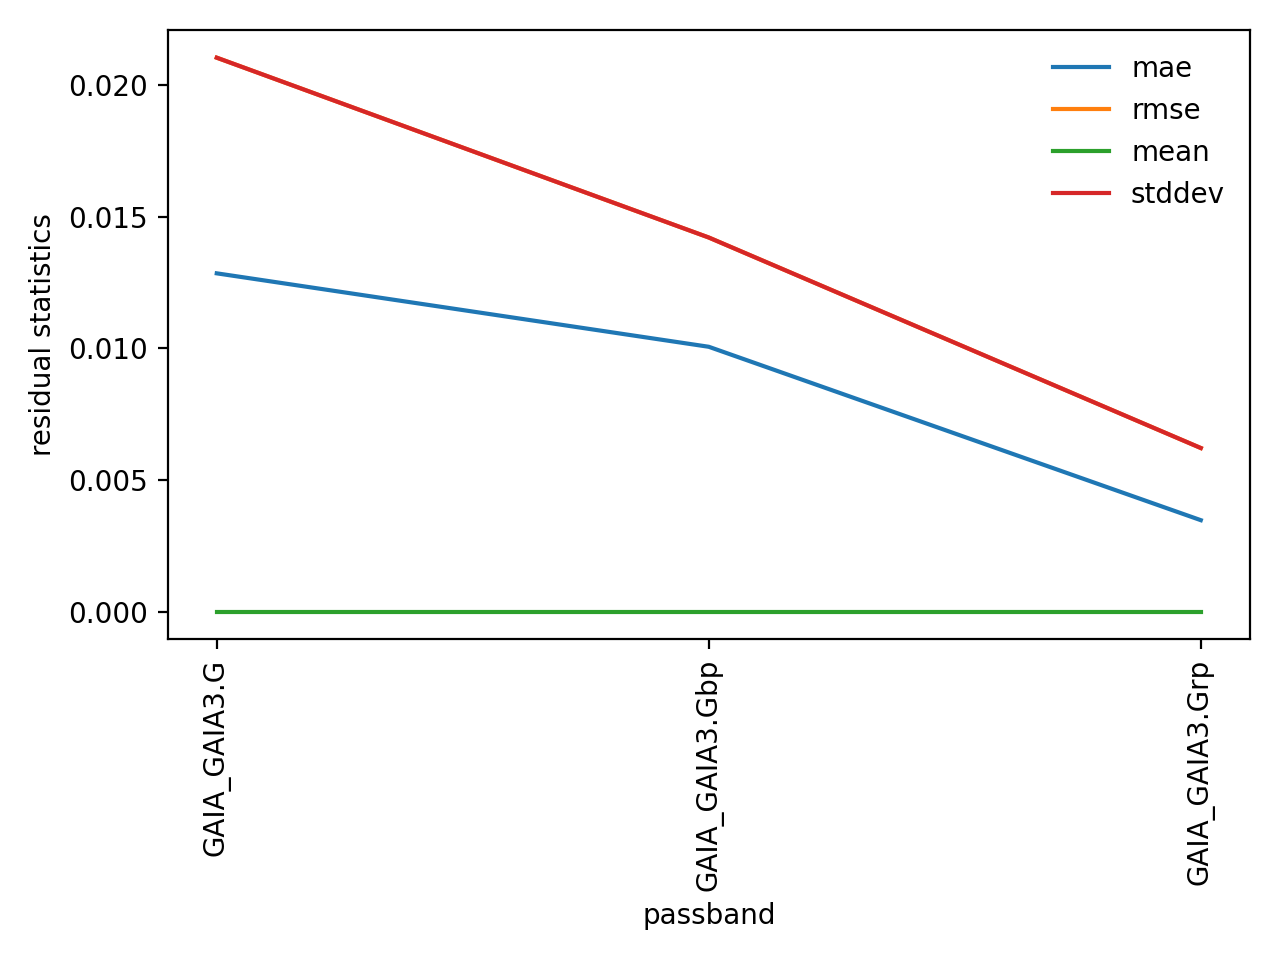 mae
rmse
mean
stddev
0.020
0.015
0.010
0.005
0.000
residual statistics
GAIA_GAIA3.G
GAIA_GAIA3.Gbp
GAIA_GAIA3.Grp
passband